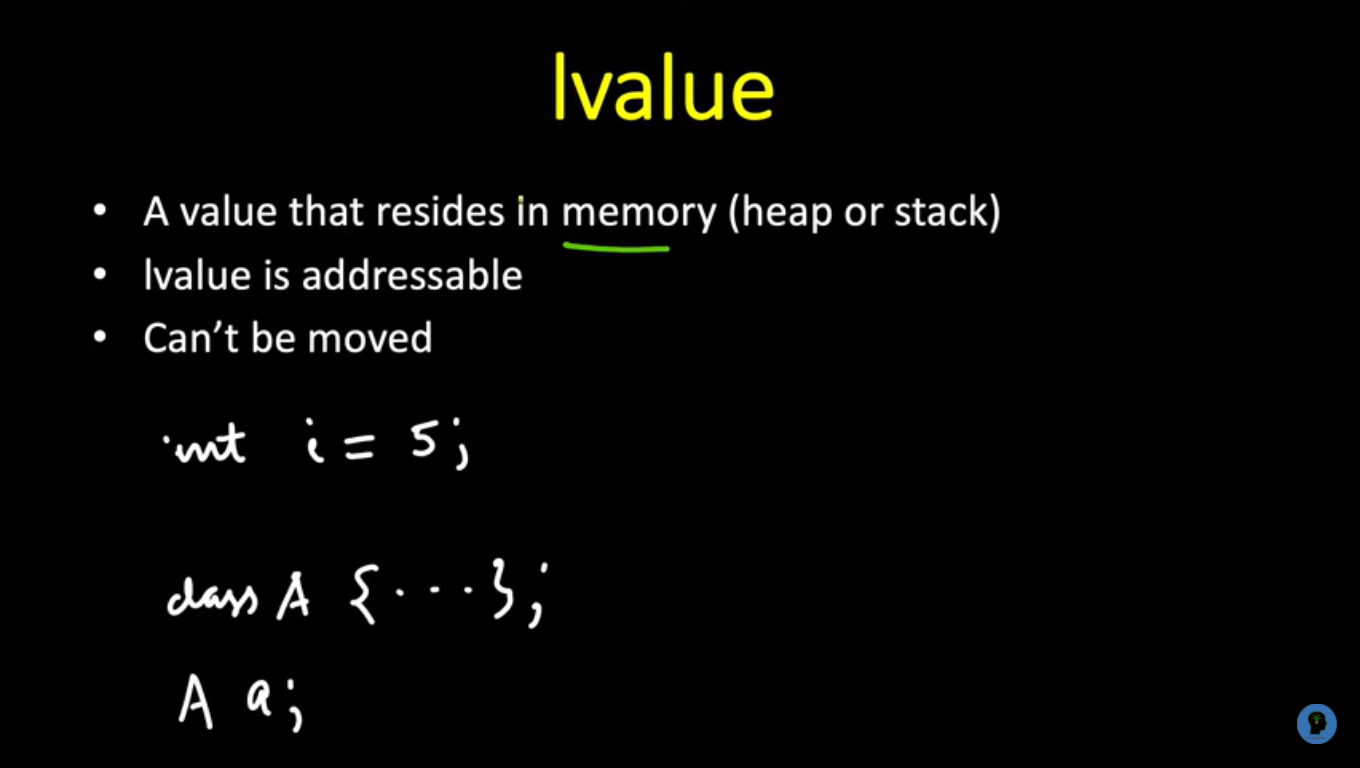 lvalue
• A value that resides in memory (heap or stack)
• lvalue is addressable
• Can’t be moved
int i = 5;
class A {...};
A a;